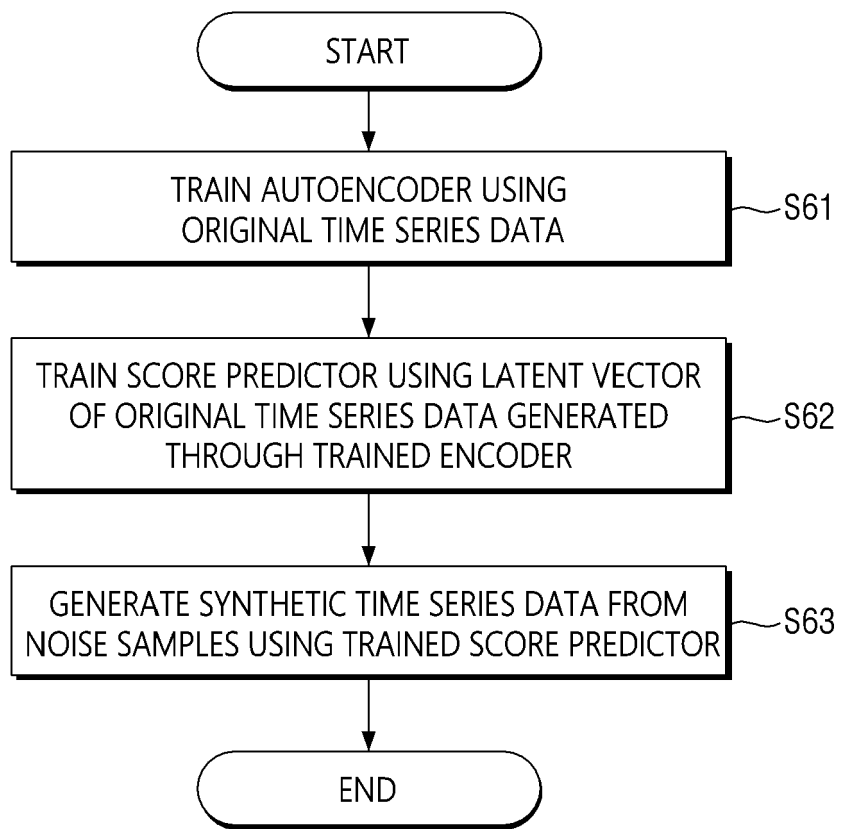 START
TRAIN AUTOENCODER USING
ORIGINAL TIME SERIES DATA
S61
TRAIN SCORE PREDICTOR USING LATENT VECTOR
OF ORIGINAL TIME SERIES DATA GENERATED
THROUGH TRAINED ENCODER
S62
GENERATE SYNTHETIC TIME SERIES DATA FROM
NOISE SAMPLES USING TRAINED SCORE PREDICTOR
S63
END